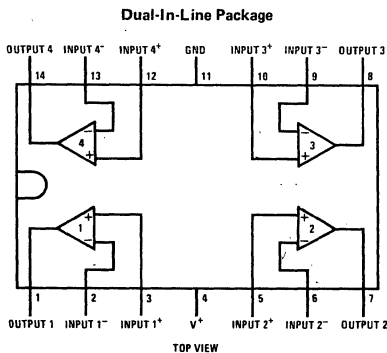 Dual-In-Line Package
OUTPUT 4 INPUT 4⁻ INPUT 4⁺ GND INPUT 3⁺ INPUT 3⁻ OUTPUT 3
14 13 12 11 10 9 8
− −
4 3
+ +
+ +
1 2
− −
1 2 3 4 5 6 7
OUTPUT 1 INPUT 1⁻ INPUT 1⁺ V⁺ INPUT 2⁺ INPUT 2⁻ OUTPUT 2
TOP VIEW